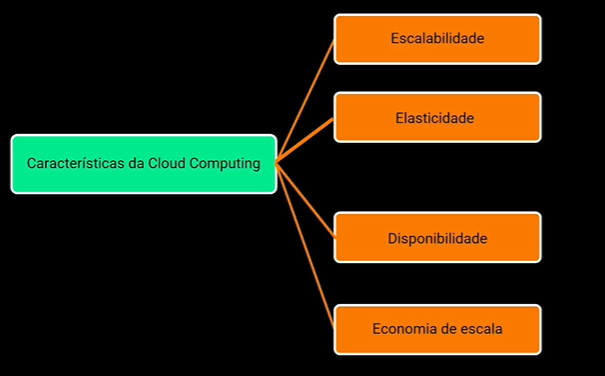 Características da Cloud Computing
Escalabilidade
Elasticidade
Disponibilidade
Economia de escala